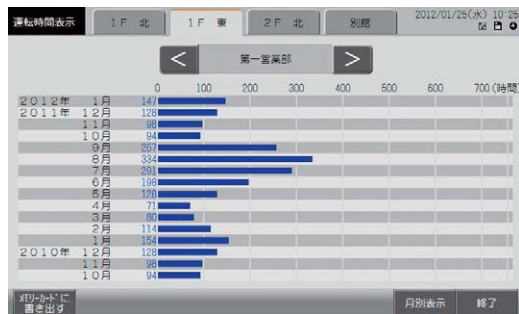 運転時間表示 1F 北 1F 東 2F 北 別館 2012/01/25(水) 10:25
< 第一営業部 >
0 100 200 300 400 500 600 700 (時間)
2012年 1月 147
2011年 12月 128
11月 98
10月 94
9月 257
8月 334
7月 291
6月 198
5月 128
4月 71
3月 80
2月 114
1月 154
2010年 12月 128
11月 98
10月 94
ﾒﾓﾘｰｶｰﾄﾞに 月別表示 終了
書き出す